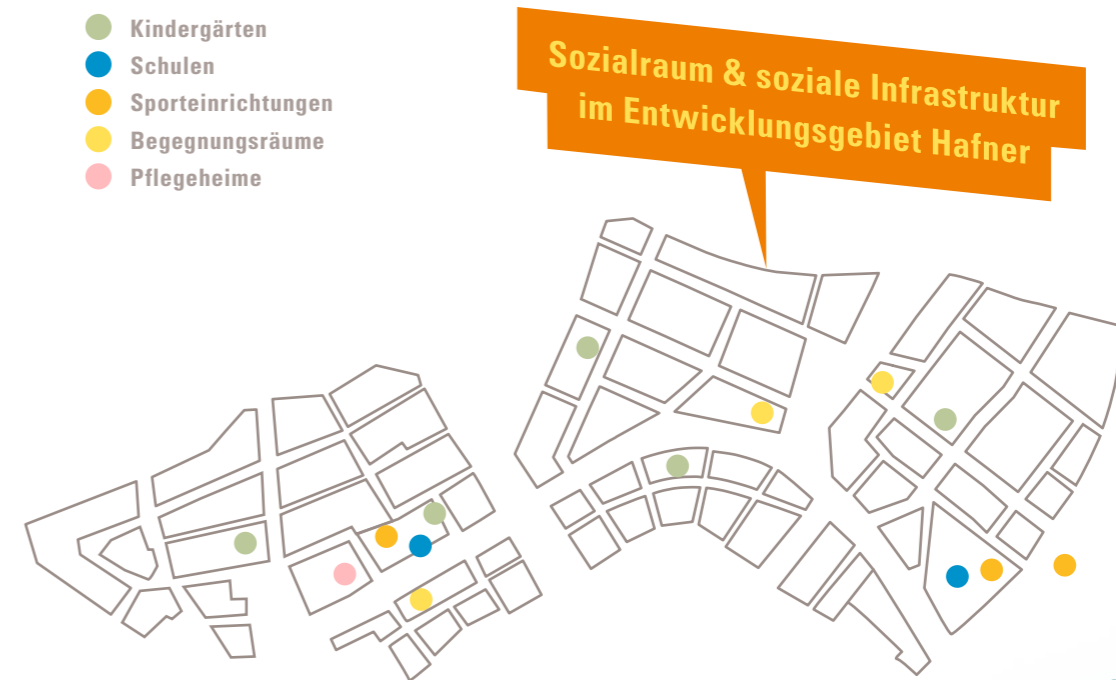 Kindergärten
Schulen
Sporteinrichtungen
Begegnungsräume
Pflegeheime
Sozialraum & soziale Infrastruktur
im Entwicklungsgebiet Hafner